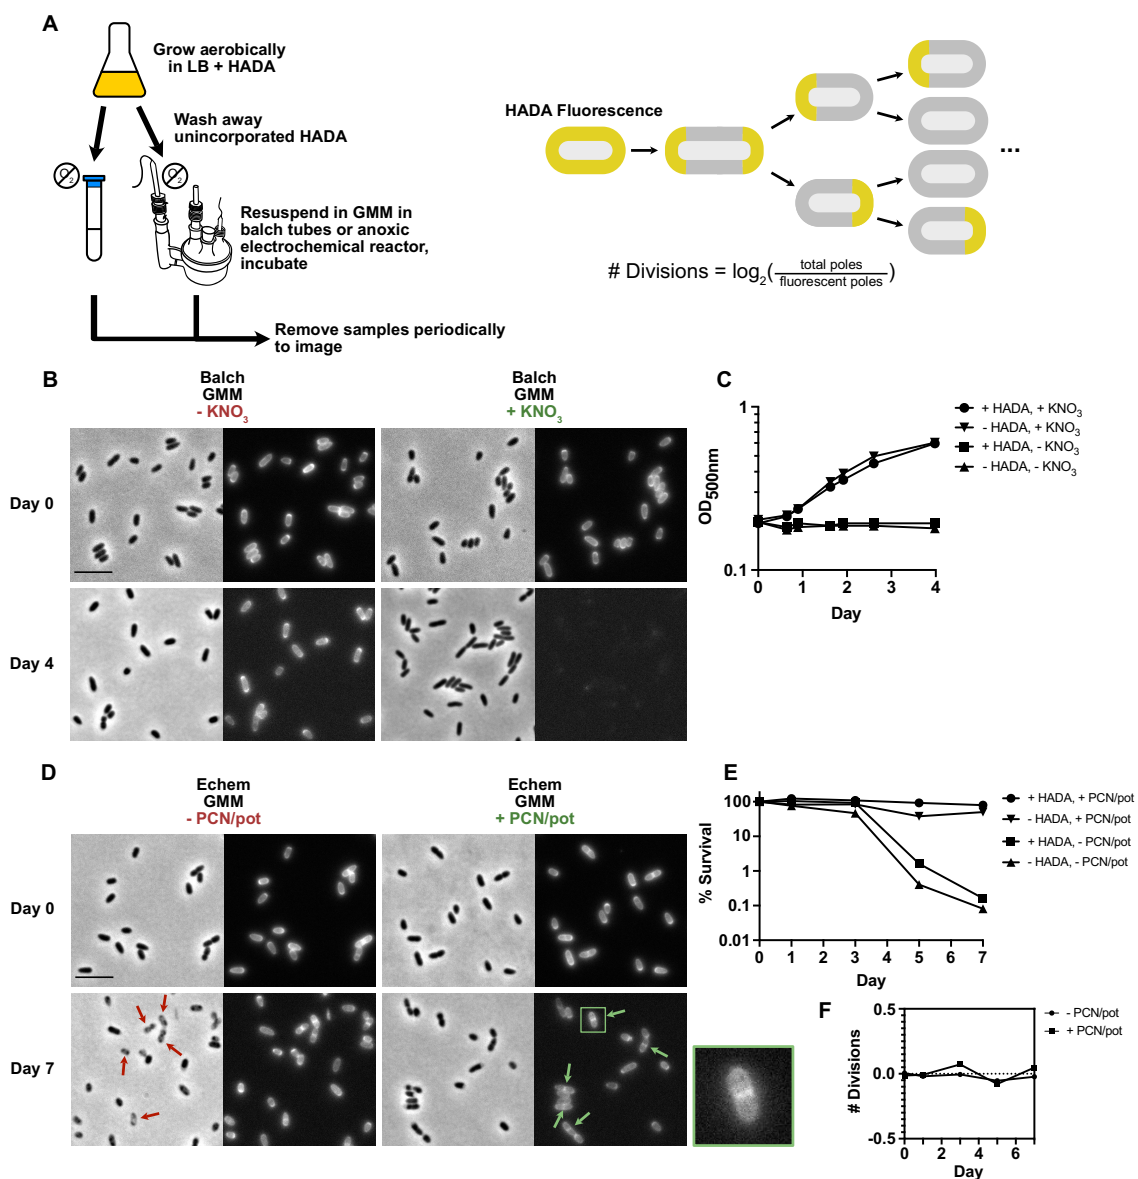 A
Grow aerobically
in LB + HADA
Wash away
unincorporated HADA
O2
O2
Resuspend in GMM in
balch tubes or anoxic
electrochemical reactor,
incubate
Remove samples periodically
to image
HADA Fluorescence
...
# Divisions = log2(total poles/fluorescent poles)
B
Balch
GMM
- KNO3
Balch
GMM
+ KNO3
Day 0
Day 4
C
1
0.1
OD500nm
0 1 2 3 4
Day
+ HADA, + KNO3
- HADA, + KNO3
+ HADA, - KNO3
- HADA, - KNO3
D
Echem
GMM
- PCN/pot
Echem
GMM
+ PCN/pot
Day 0
Day 7
E
100
10
1
0.1
0.01
% Survival
0 1 2 3 4 5 6 7
Day
+ HADA, + PCN/pot
- HADA, + PCN/pot
+ HADA, - PCN/pot
- HADA, - PCN/pot
F
0.5
0.0
-0.5
# Divisions
0 2 4 6
Day
- PCN/pot
+ PCN/pot